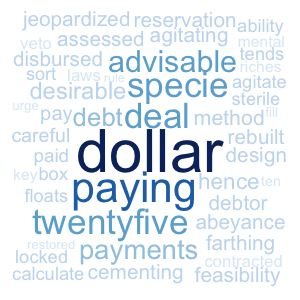 jeopardized reservation
veto assessed agitating ability
disbursed advisable mental tends
sort laws rule specie riches
desirable agitate
urge pay debt deal method fill sterile
careful rebuilt
paid dollar design
key box paying hence ten
floats debtor
twentyfive abeyance
restored farthing
locked payments contracted
calculate cementing feasibility